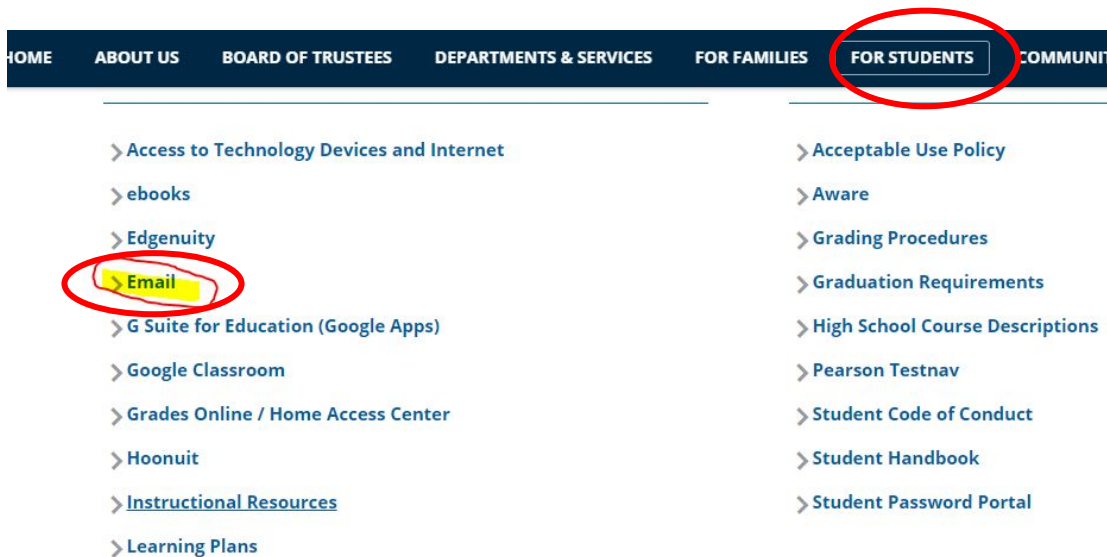 HOME ABOUT US BOARD OF TRUSTEES DEPARTMENTS & SERVICES FOR FAMILIES FOR STUDENTS COMMUNIT
Access to Technology Devices and Internet
ebooks
Edgenuity
Email
G Suite for Education (Google Apps)
Google Classroom
Grades Online / Home Access Center
Hoonuit
Instructional Resources
Learning Plans
Acceptable Use Policy
Aware
Grading Procedures
Graduation Requirements
High School Course Descriptions
Pearson Testnav
Student Code of Conduct
Student Handbook
Student Password Portal